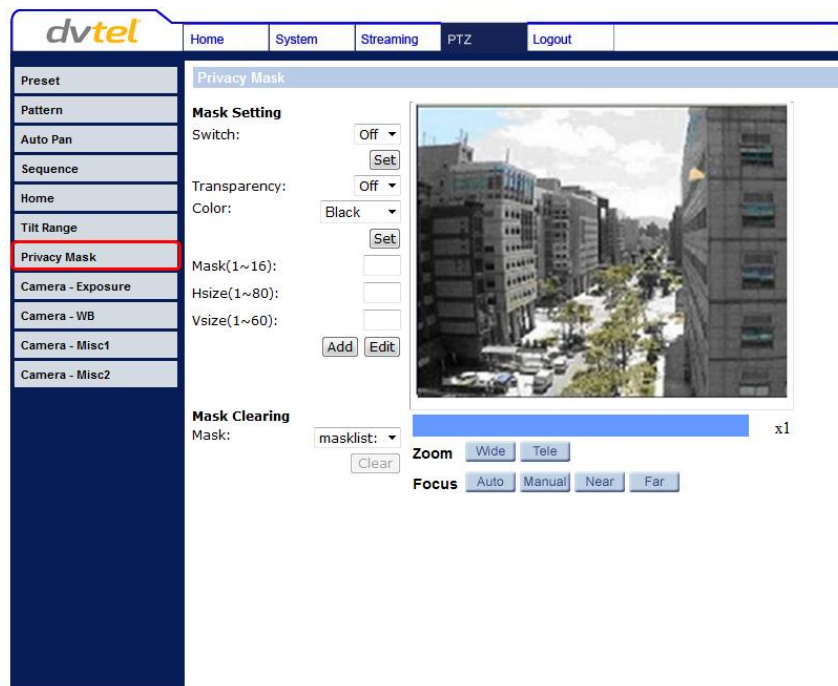 dvtel
Home System Streaming PTZ Logout
Preset
Pattern
Auto Pan
Sequence
Home
Tilt Range
Privacy Mask
Camera - Exposure
Camera - WB
Camera - Misc1
Camera - Misc2
Privacy Mask
Mask Setting
Switch: Off
Set
Transparency: Off
Color: Black
Set
Mask(1~16):
Hsize(1~80):
Vsize(1~60):
Add Edit
Mask Clearing
Mask: masklist:
Clear
x1
Zoom Wide Tele
Focus Auto Manual Near Far